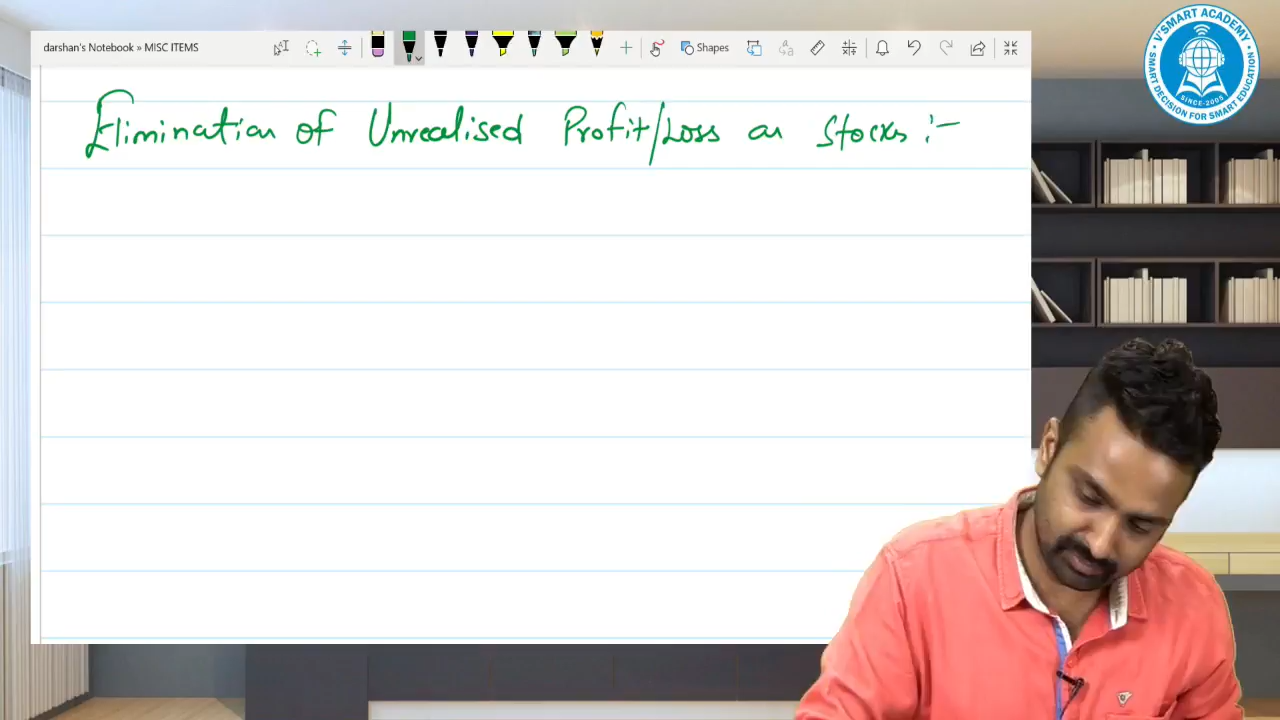 darshan's Notebook » MISC ITEMS
Shapes
Elimination of Unrealised Profit/Loss on Stocks :-
V'SMART ACADEMY
SINCE-2005
SMART DECISION FOR SMART EDUCATION